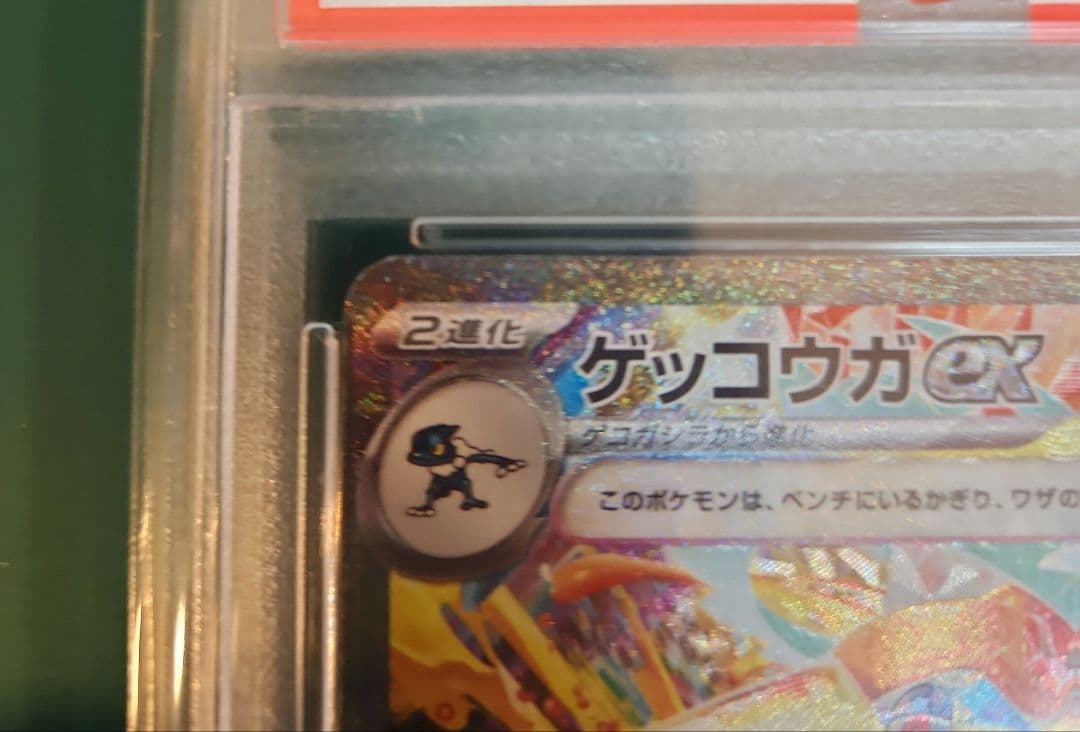 2進化
ゲッコウガex
ゲコガシラから進化
このポケモンは、ベンチにいるかぎり、ワザの